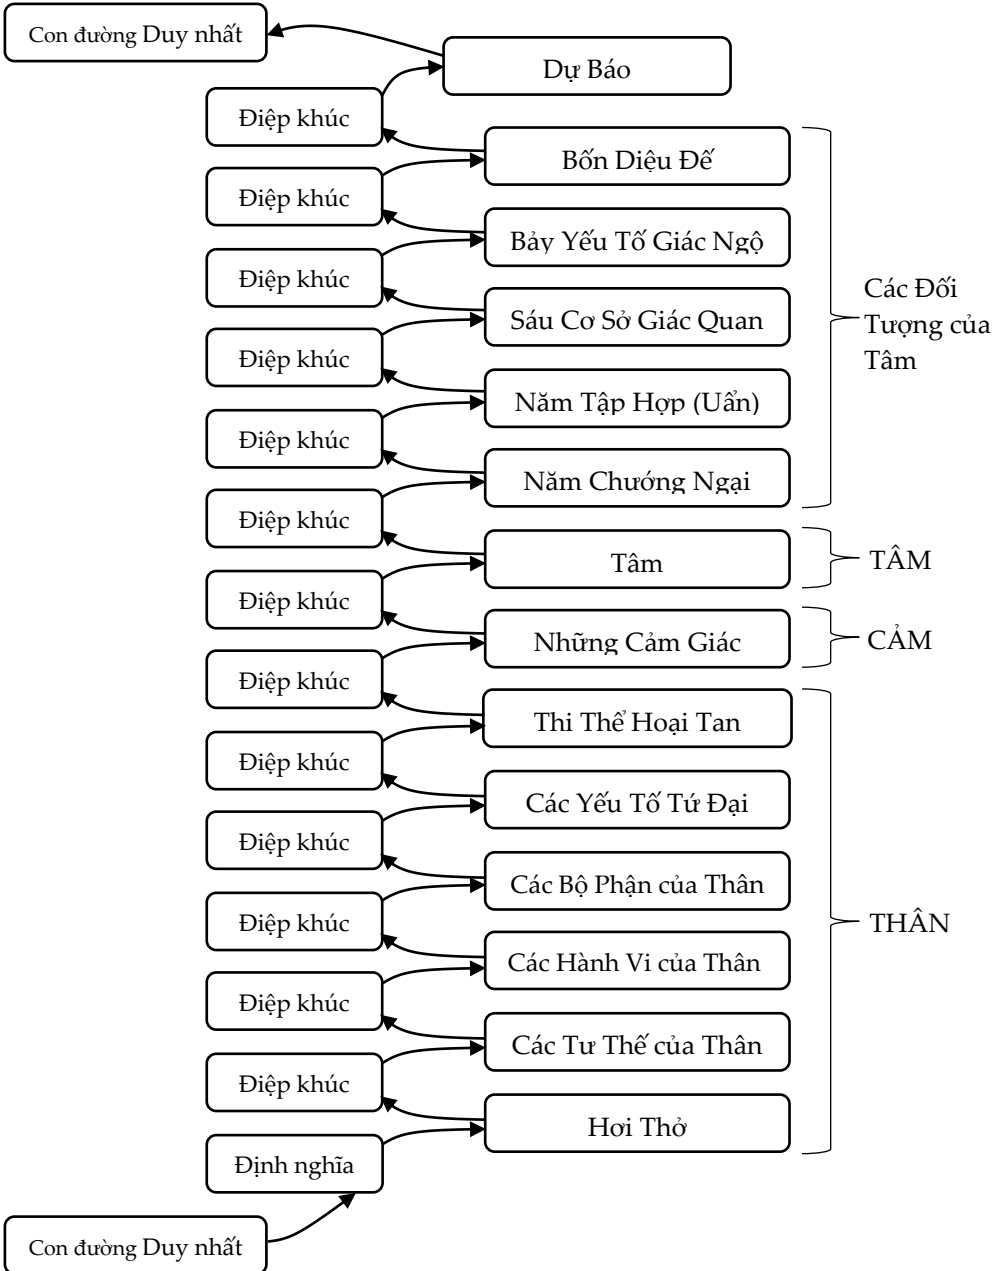 Con đường Duy nhất
Dự Báo
Điệp khúc
Bốn Diệu Đế
Điệp khúc
Bảy Yếu Tố Giác Ngộ
Điệp khúc
Các Đối
Tượng của
Tâm
Sáu Cơ Sở Giác Quan
Điệp khúc
Năm Tập Hợp (Uẩn)
Điệp khúc
Năm Chướng Ngại
Điệp khúc
Tâm
TÂM
Điệp khúc
Những Cảm Giác
CẢM
Điệp khúc
Thi Thể Hoại Tan
Điệp khúc
Các Yếu Tố Tứ Đại
Điệp khúc
Các Bộ Phận của Thân
Điệp khúc
THÂN
Các Hành Vi của Thân
Điệp khúc
Các Tư Thế của Thân
Điệp khúc
Hơi Thở
Định nghĩa
Con đường Duy nhất